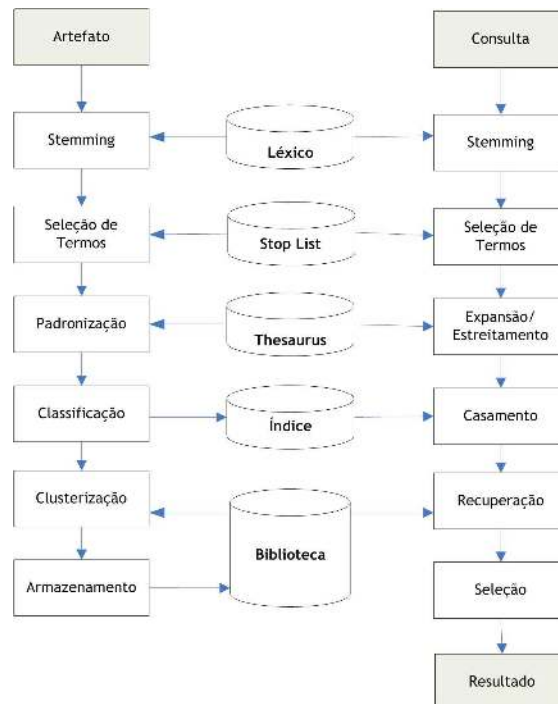 Artefato
Consulta
Stemming
Léxico
Stemming
Seleção de
Termos
Stop List
Seleção de
Termos
Padronização
Thesaurus
Expansão/
Estreitamento
Classificação
Índice
Casamento
Clusterização
Biblioteca
Recuperação
Armazenamento
Seleção
Resultado